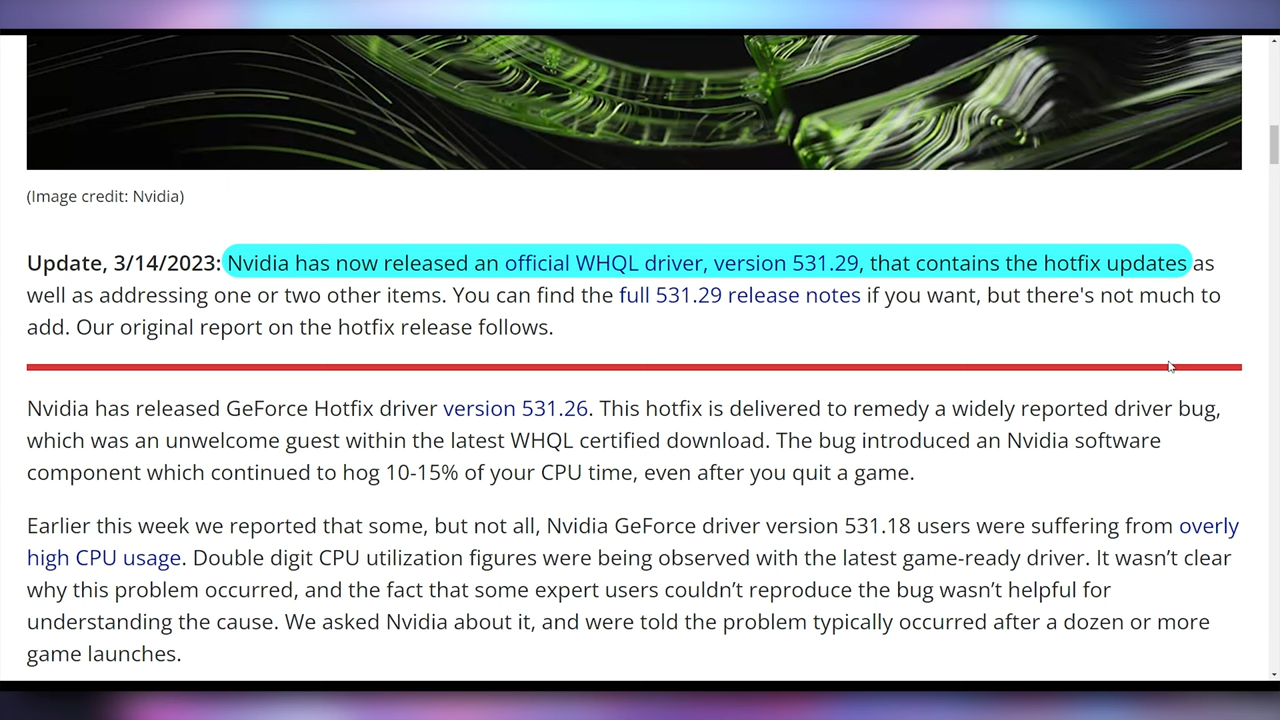 (Image credit: Nvidia)
Update, 3/14/2023: Nvidia has now released an official WHQL driver, version 531.29, that contains the hotfix updates as
well as addressing one or two other items. You can find the full 531.29 release notes if you want, but there's not much to
add. Our original report on the hotfix release follows.
Nvidia has released GeForce Hotfix driver version 531.26. This hotfix is delivered to remedy a widely reported driver bug,
which was an unwelcome guest within the latest WHQL certified download. The bug introduced an Nvidia software
component which continued to hog 10-15% of your CPU time, even after you quit a game.
Earlier this week we reported that some, but not all, Nvidia GeForce driver version 531.18 users were suffering from overly
high CPU usage. Double digit CPU utilization figures were being observed with the latest game-ready driver. It wasn’t clear
why this problem occurred, and the fact that some expert users couldn’t reproduce the bug wasn’t helpful for
understanding the cause. We asked Nvidia about it, and were told the problem typically occurred after a dozen or more
game launches.